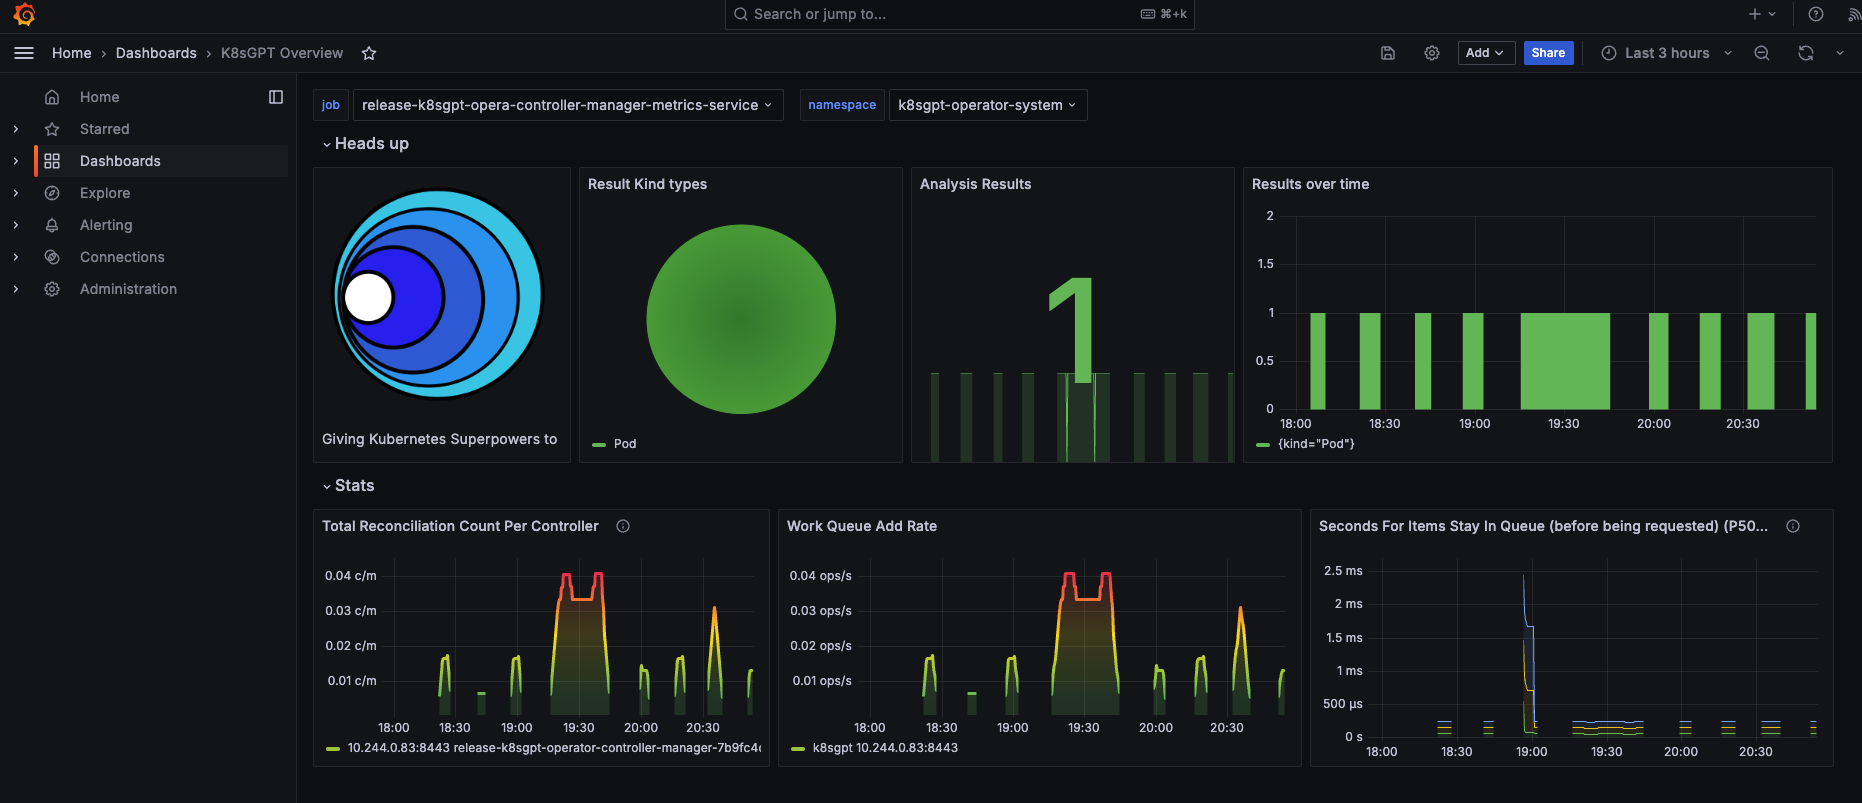 Search or jump to...
⌘+k
Home › Dashboards › K8sGPT Overview
Add
Share
Last 3 hours
Home
Starred
Dashboards
Explore
Alerting
Connections
Administration
job release-k8sgpt-opera-controller-manager-metrics-service
namespace k8sgpt-operator-system
Heads up
Giving Kubernetes Superpowers to
Result Kind types
Pod
Analysis Results
1
Results over time
2
1.5
1
0.5
0
18:00 18:30 19:00 19:30 20:00 20:30
{kind="Pod"}
Stats
Total Reconciliation Count Per Controller
0.04 c/m
0.03 c/m
0.02 c/m
0.01 c/m
18:00 18:30 19:00 19:30 20:00 20:30
10.244.0.83:8443 release-k8sgpt-operator-controller-manager-7b9fc4
Work Queue Add Rate
0.04 ops/s
0.03 ops/s
0.02 ops/s
0.01 ops/s
18:00 18:30 19:00 19:30 20:00 20:30
k8sgpt 10.244.0.83:8443
Seconds For Items Stay In Queue (before being requested) (P50...
2.5 ms
2 ms
1.5 ms
1 ms
500 µs
0 s
18:00 18:30 19:00 19:30 20:00 20:30